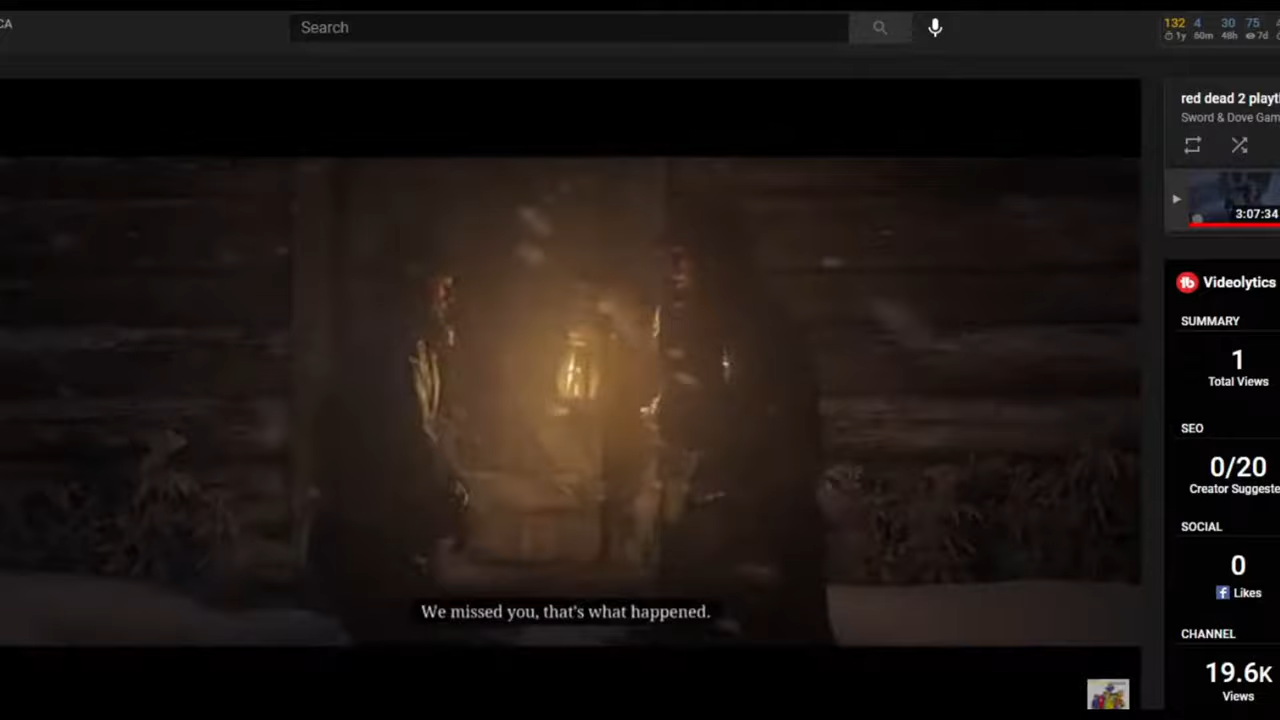 CA
Search
132 4 30 75
1y 60m 48h 7d
red dead 2 playt
Sword & Dove Gam
3:07:34
Videolytics
SUMMARY
1
Total Views
SEO
0/20
Creator Suggeste
SOCIAL
0
Likes
CHANNEL
19.6K
Views
We missed you, that's what happened.